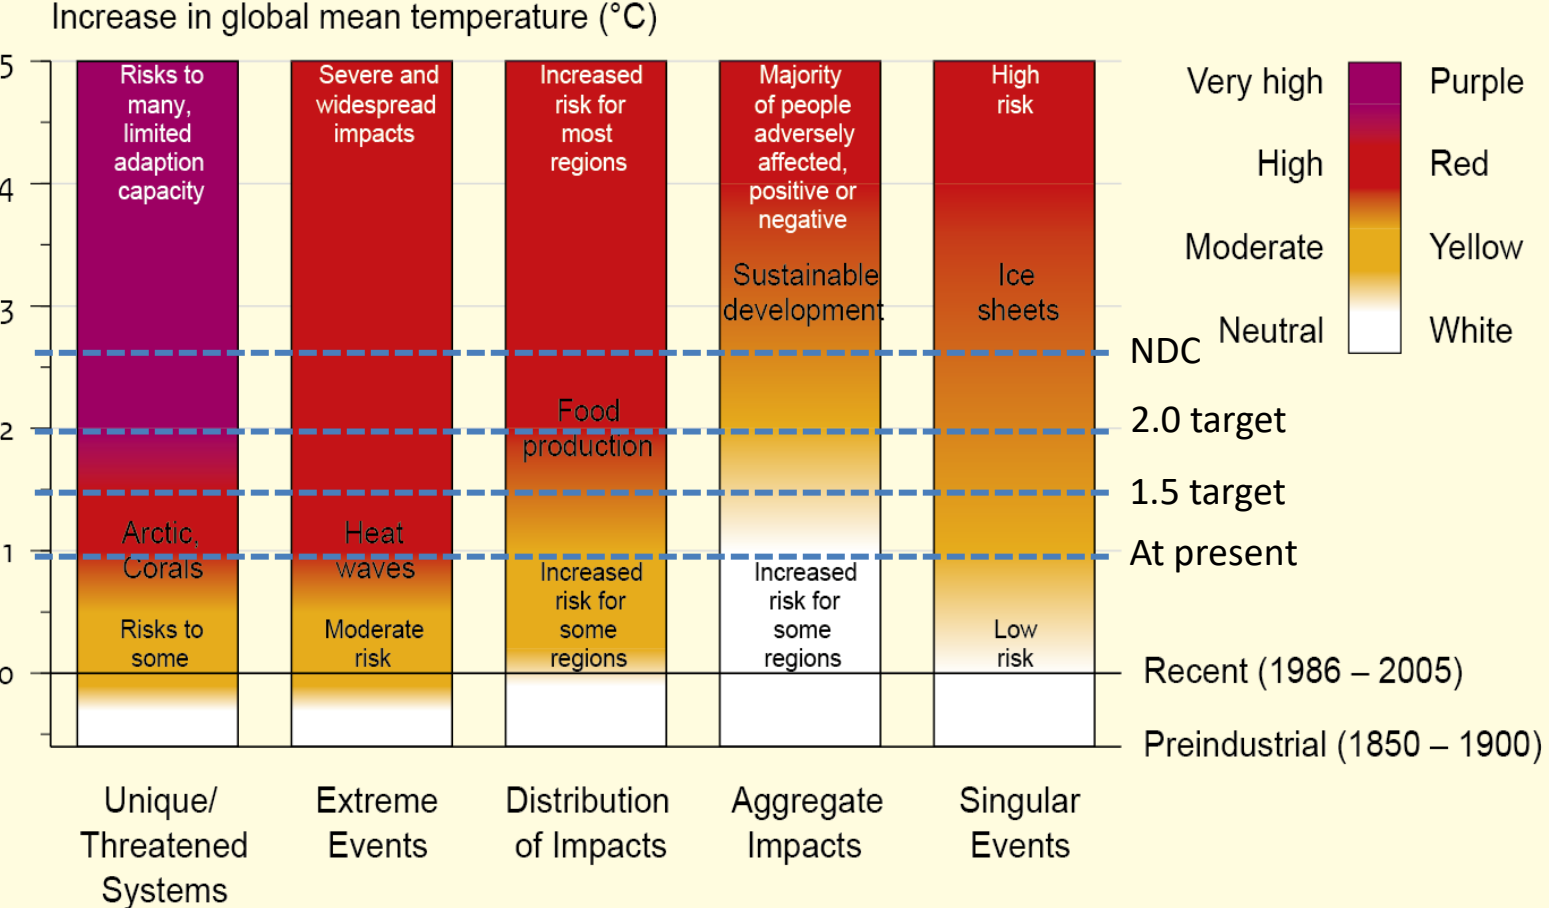 Increase in global mean temperature (°C)
5
4
3
2
1
0
Risks to
many,
limited
adaption
capacity
Arctic,
Corals
Risks to
some
Severe and
widespread
impacts
Heat
waves
Moderate
risk
Increased
risk for
most
regions
Food
production
Increased
risk for
some
regions
Majority
of people
adversely
affected,
positive or
negative
Sustainable
development
Increased
risk for
some
regions
High
risk
Ice
sheets
Low
risk
Very high Purple
High Red
Moderate Yellow
Neutral White
NDC
2.0 target
1.5 target
At present
Recent (1986 – 2005)
Preindustrial (1850 – 1900)
Unique/
Threatened
Systems
Extreme
Events
Distribution
of Impacts
Aggregate
Impacts
Singular
Events